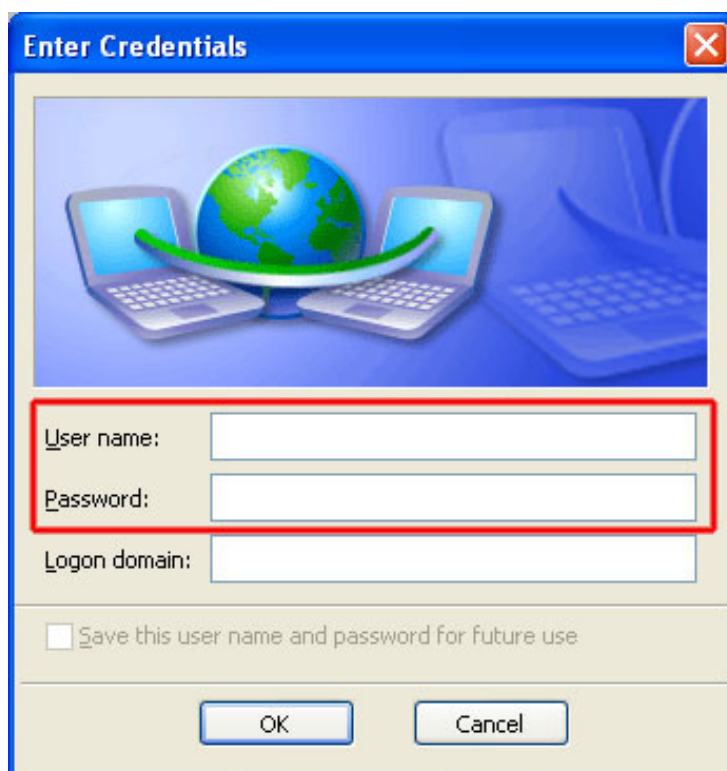 Enter Credentials
User name:
Password:
Logon domain:
Save this user name and password for future use
OK
Cancel